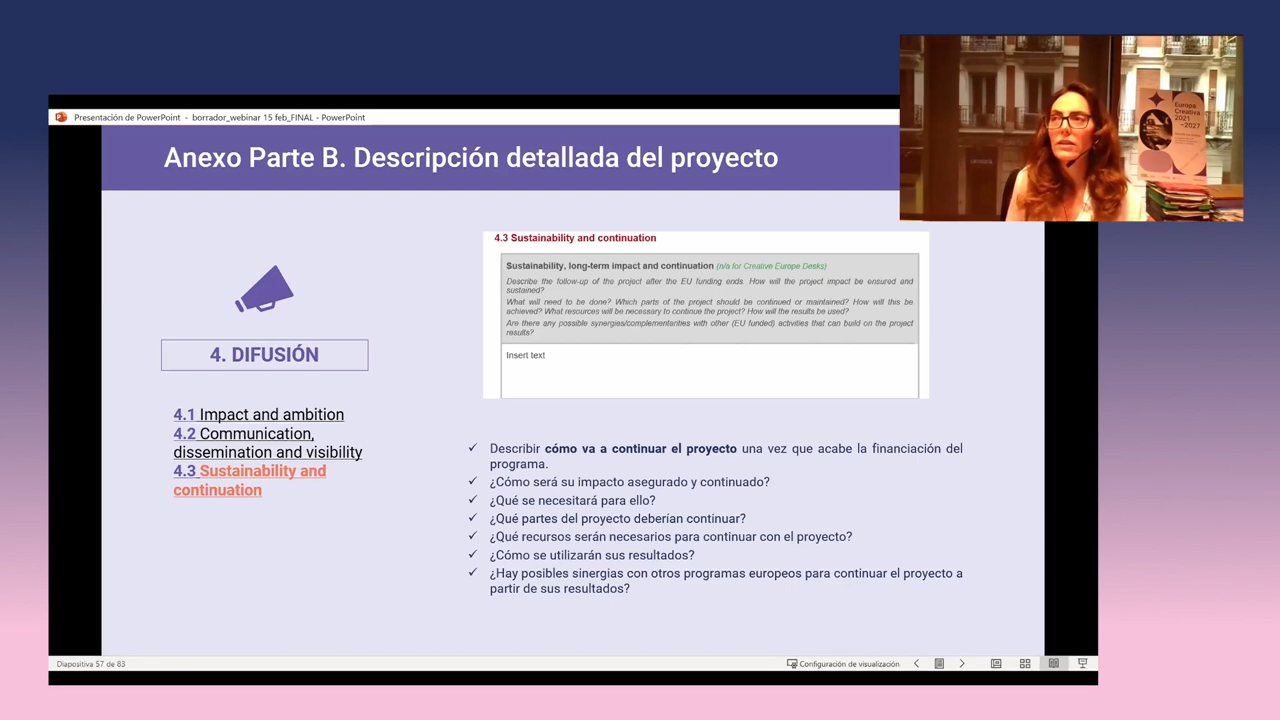 Presentación de PowerPoint - borrador_webinar 15 feb_FINAL - PowerPoint
Anexo Parte B. Descripción detallada del proyecto
Europa
Creativa
2021
-2027
4. DIFUSIÓN
4.1 Impact and ambition
4.2 Communication,
dissemination and visibility
4.3 Sustainability and
continuation
4.3 Sustainability and continuation
Sustainability, long-term impact and continuation (n/a for Creative Europe Desks)
Describe the follow-up of the project after the EU funding ends. How will the project impact be ensured and
sustained?
What will need to be done? Which parts of the project should be continued or maintained? How will this be
achieved? What resources will be necessary to continue the project? How will the results be used?
Are there any possible synergies/complementarities with other (EU funded) activities that can build on the project
results?
Insert text
✓ Describir cómo va a continuar el proyecto una vez que acabe la financiación del
programa.
✓ ¿Cómo será su impacto asegurado y continuado?
✓ ¿Qué se necesitará para ello?
✓ ¿Qué partes del proyecto deberían continuar?
✓ ¿Qué recursos serán necesarios para continuar con el proyecto?
✓ ¿Cómo se utilizarán sus resultados?
✓ ¿Hay posibles sinergias con otros programas europeos para continuar el proyecto a
partir de sus resultados?
Diapositiva 57 de 83
Configuración de visualización